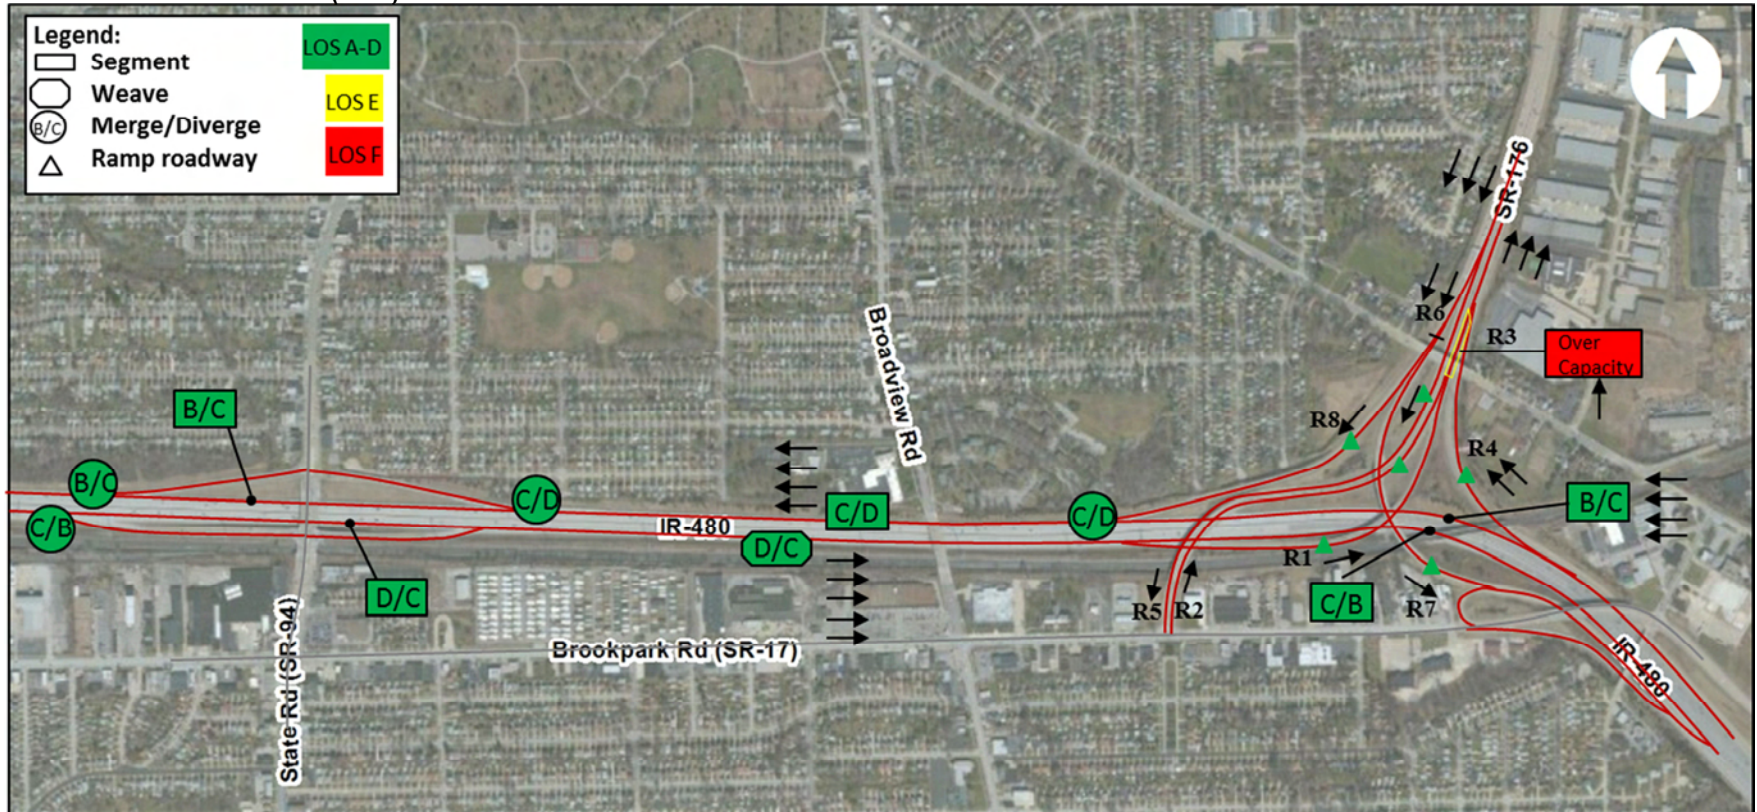 Legend:
Segment
Weave
B/C
Merge/Diverge
Ramp roadway
LOS A-D
LOS E
LOS F
SR-176
R6
R3
Over
Capacity
B/C
Broadview Rd
R8
R4
B/C
C/D
C/D
C/D
B/C
C/B
IR-480
D/C
R1
D/C
C/B
R5
R2
R7
State Rd (SR-94)
Brookpark Rd (SR-17)
IR-480